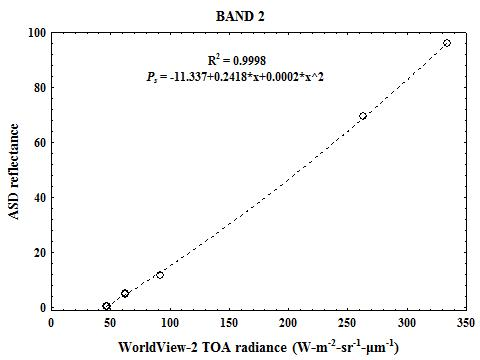 BAND 2
R² = 0.9998
Pₛ = -11.337+0.2418*x+0.0002*x^2
100
80
60
40
20
0
ASD reflectance
0 50 100 150 200 250 300 350
WorldView-2 TOA radiance (W-m⁻²-sr⁻¹-µm⁻¹)